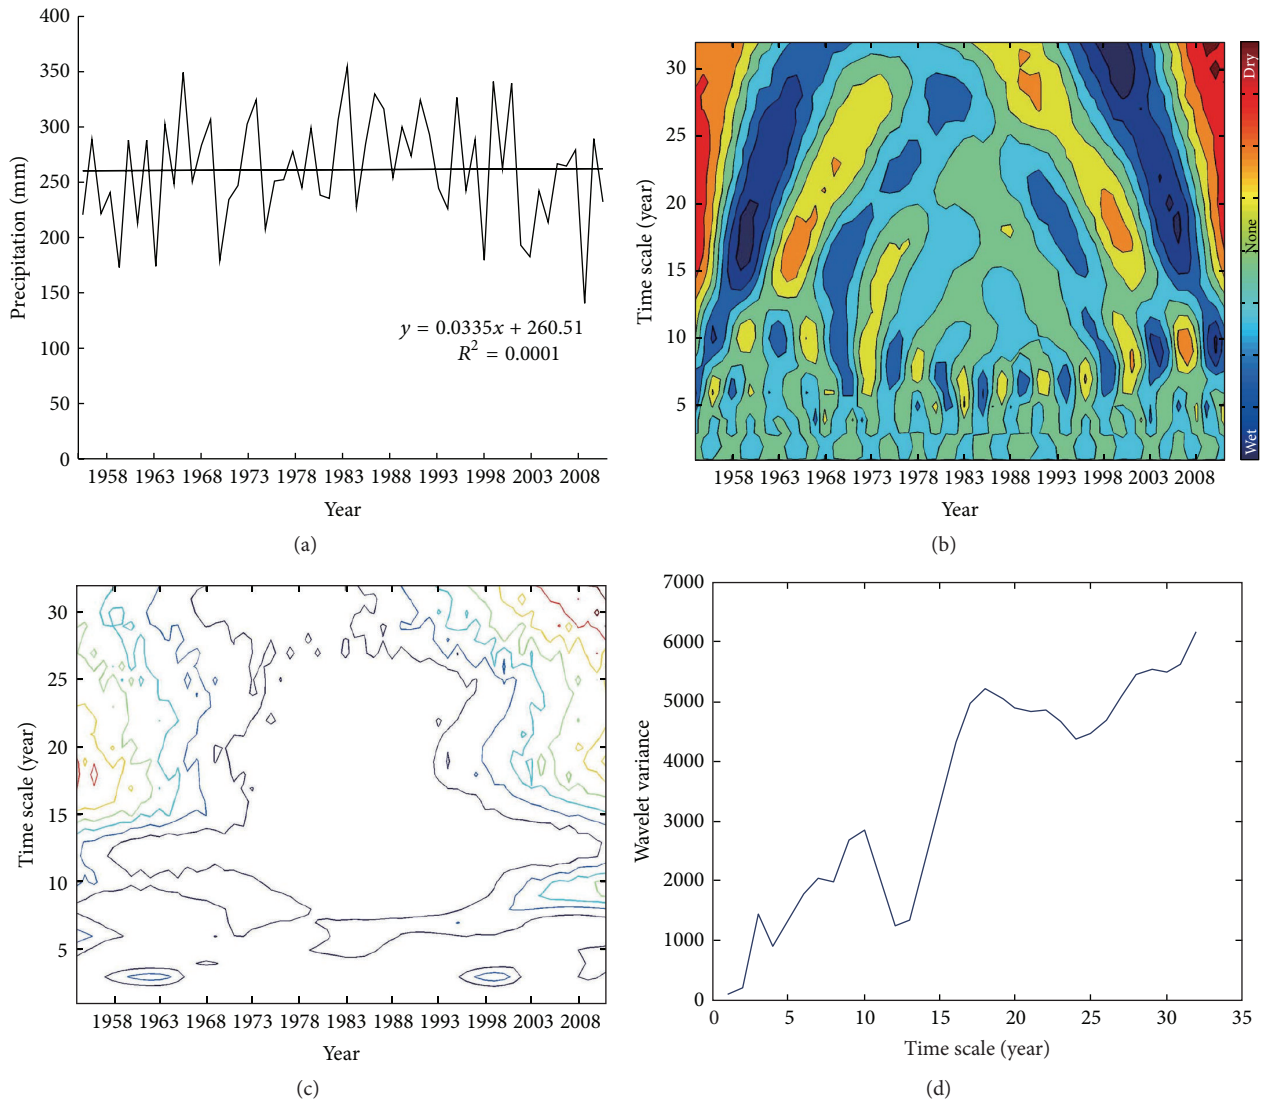 400
350
300
250
200
150
100
50
0
Precipitation (mm)
y = 0.0335x + 260.51
R² = 0.0001
1958 1963 1968 1973 1978 1983 1988 1993 1998 2003 2008
Year
(a)
30
25
20
15
10
5
Time scale (year)
1958 1963 1968 1973 1978 1983 1988 1993 1998 2003 2008
Year
Dry
None
Wet
(b)
30
25
20
15
10
5
Time scale (year)
1958 1963 1968 1973 1978 1983 1988 1993 1998 2003 2008
Year
(c)
7000
6000
5000
4000
3000
2000
1000
0
Wavelet variance
0 5 10 15 20 25 30 35
Time scale (year)
(d)